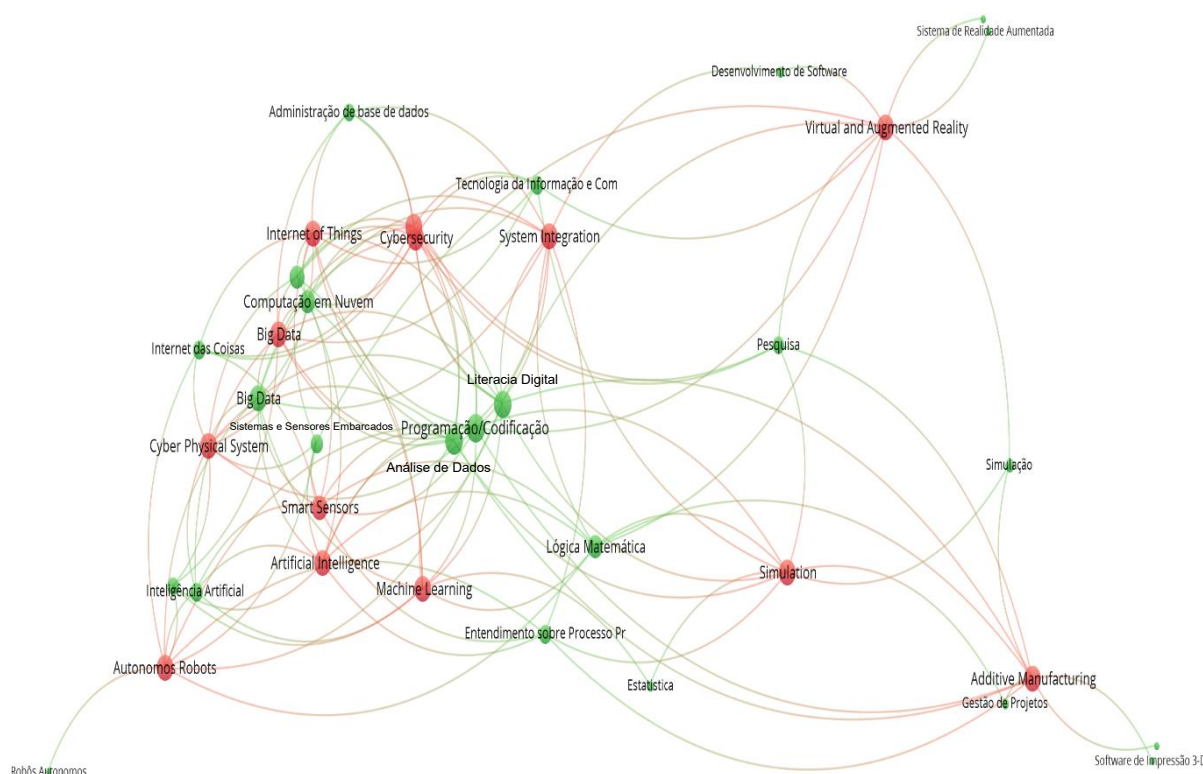 Sistema de Realidade Aumentada
Desenvolvimento de Software
Administração de base de dados
Virtual and Augmented Reality
Tecnologia da Informação e Com
Internet of Things
Cybersecurity
System Integration
Computação em Nuvem
Big Data
Internet das Coisas
Pesquisa
Literacia Digital
Big Data
Sistemas e Sensores Embarcados
Programação/Codificação
Cyber Physical System
Análise de Dados
Simulação
Smart Sensors
Lógica Matemática
Artificial Intelligence
Simulation
Inteligência Artificial
Machine Learning
Entendimento sobre Processo Pr
Autonomos Robots
Additive Manufacturing
Estatística
Gestão de Projetos
Software de Impressão 3-D
Robôs Autonomos